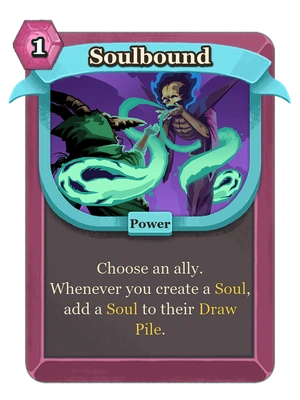 1
Soulbound
Power
Choose an ally.
Whenever you create a Soul,
add a Soul to their Draw
Pile.